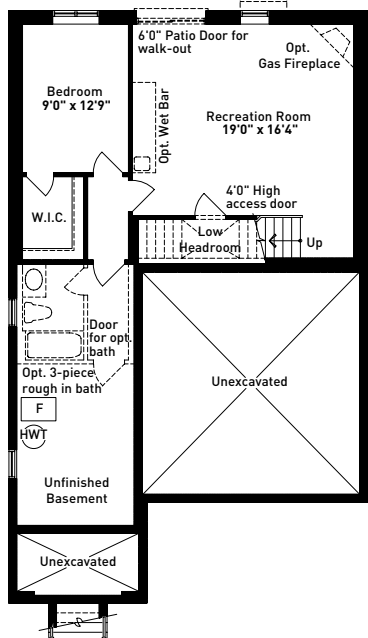 6'0" Patio Door for
walk-out
Opt.
Gas Fireplace
Bedroom
9'0" x 12'9"
Opt. Wet Bar
Recreation Room
19'0" x 16'4"
W.I.C.
4'0" High
access door
Low
Headroom
Up
Door
for opt.
bath
Opt. 3-piece
rough in bath
Unexcavated
F
HWT
Unfinished
Basement
Unexcavated